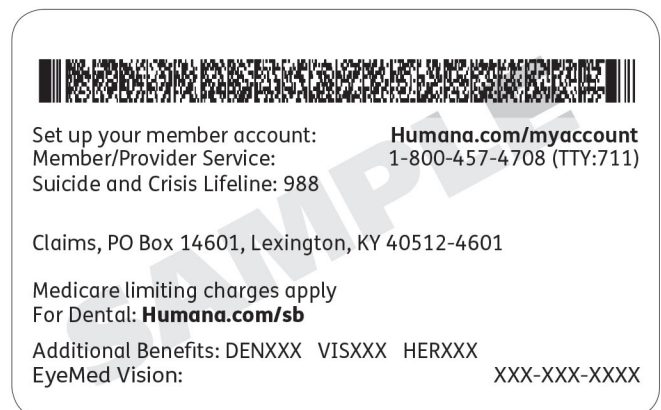 Set up your member account: Humana.com/myaccount
Member/Provider Service: 1-800-457-4708 (TTY:711)
Suicide and Crisis Lifeline: 988
Claims, PO Box 14601, Lexington, KY 40512-4601
Medicare limiting charges apply
For Dental: Humana.com/sb
Additional Benefits: DENXXX VISXXX HERXXX
EyeMed Vision: XXX-XXX-XXXX
SAMPLE